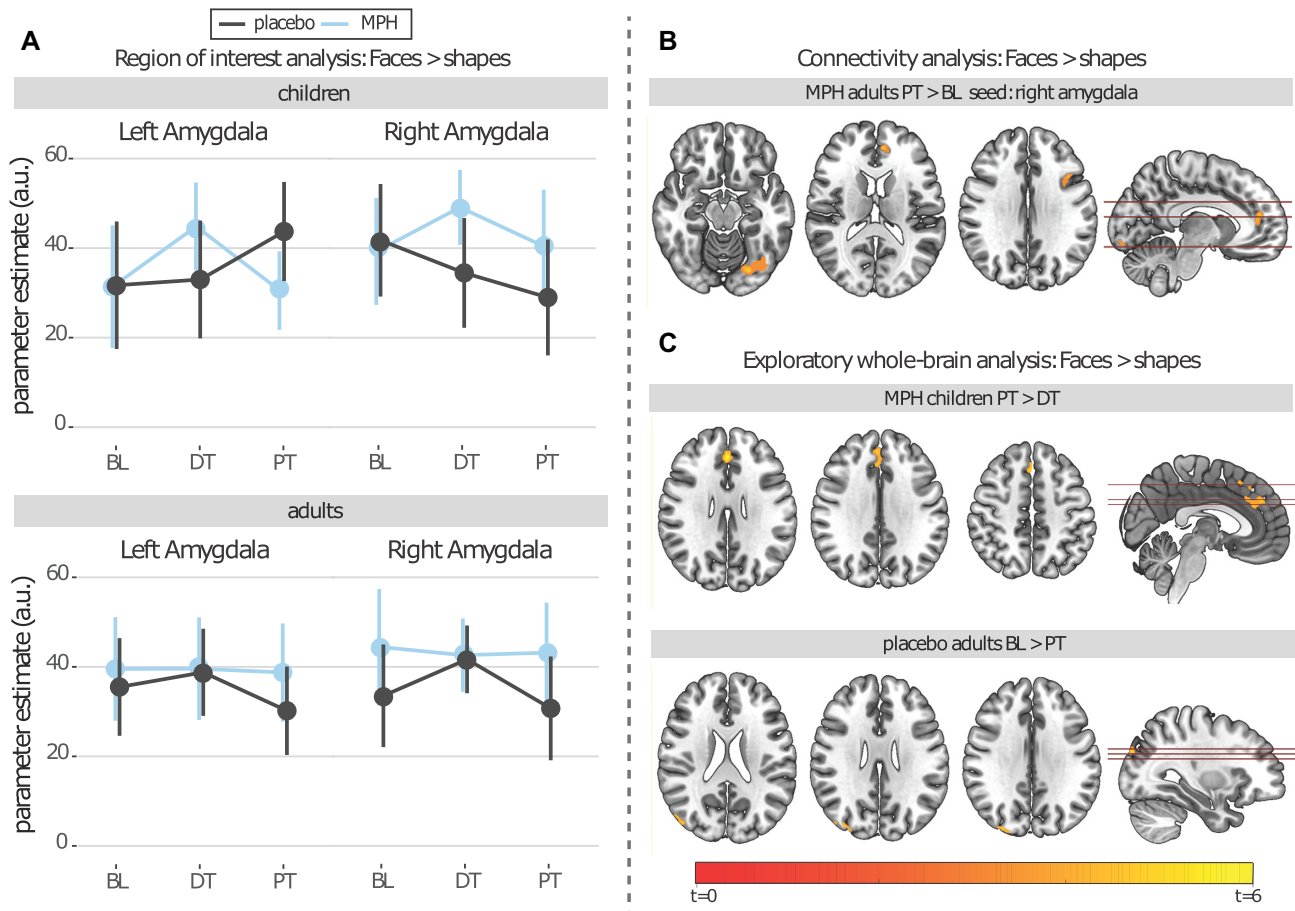 placebo MPH
A
Region of interest analysis: Faces > shapes
children
Left Amygdala Right Amygdala
parameter estimate (a.u.)
60
40
20
0
BL DT PT BL DT PT
adults
Left Amygdala Right Amygdala
parameter estimate (a.u.)
60
40
20
0
BL DT PT BL DT PT
B
Connectivity analysis: Faces > shapes
MPH adults PT > BL seed: right amygdala
C
Exploratory whole-brain analysis: Faces > shapes
MPH children PT > DT
placebo adults BL > PT
t=0 t=6